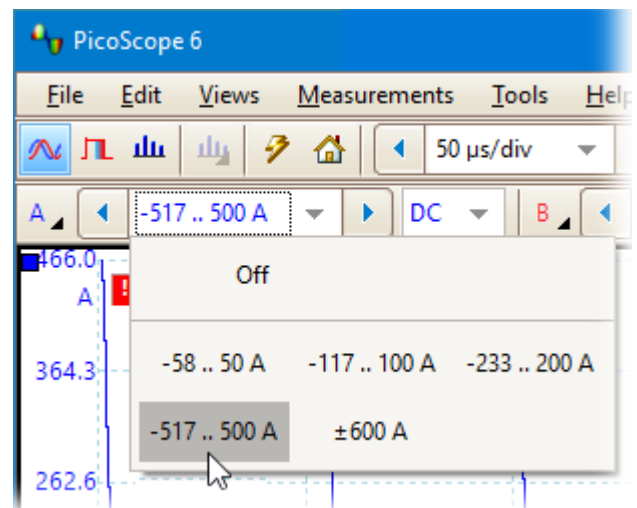 PicoScope 6
File Edit Views Measurements Tools Help
50 µs/div
A -517 .. 500 A DC B
466.0
A
!
Off
364.3
-58 .. 50 A -117 .. 100 A -233 .. 200 A
-517 .. 500 A ±600 A
262.6